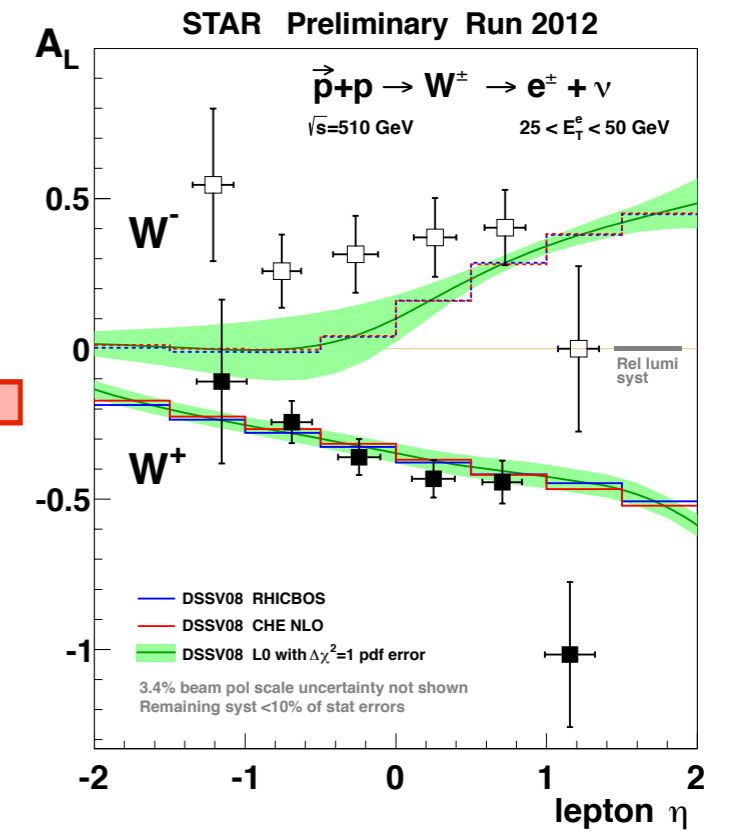 STAR Preliminary Run 2012
A_L
p⃗+p → W± → e± + ν
√s=510 GeV 25 < E_T^e < 50 GeV
0.5
W⁻
0
Rel lumi
syst
W⁺
-0.5
DSSV08 RHICBOS
DSSV08 CHE NLO
-1
DSSV08 L0 with Δχ²=1 pdf error
3.4% beam pol scale uncertainty not shown
Remaining syst <10% of stat errors
-2 -1 0 1 2
lepton η